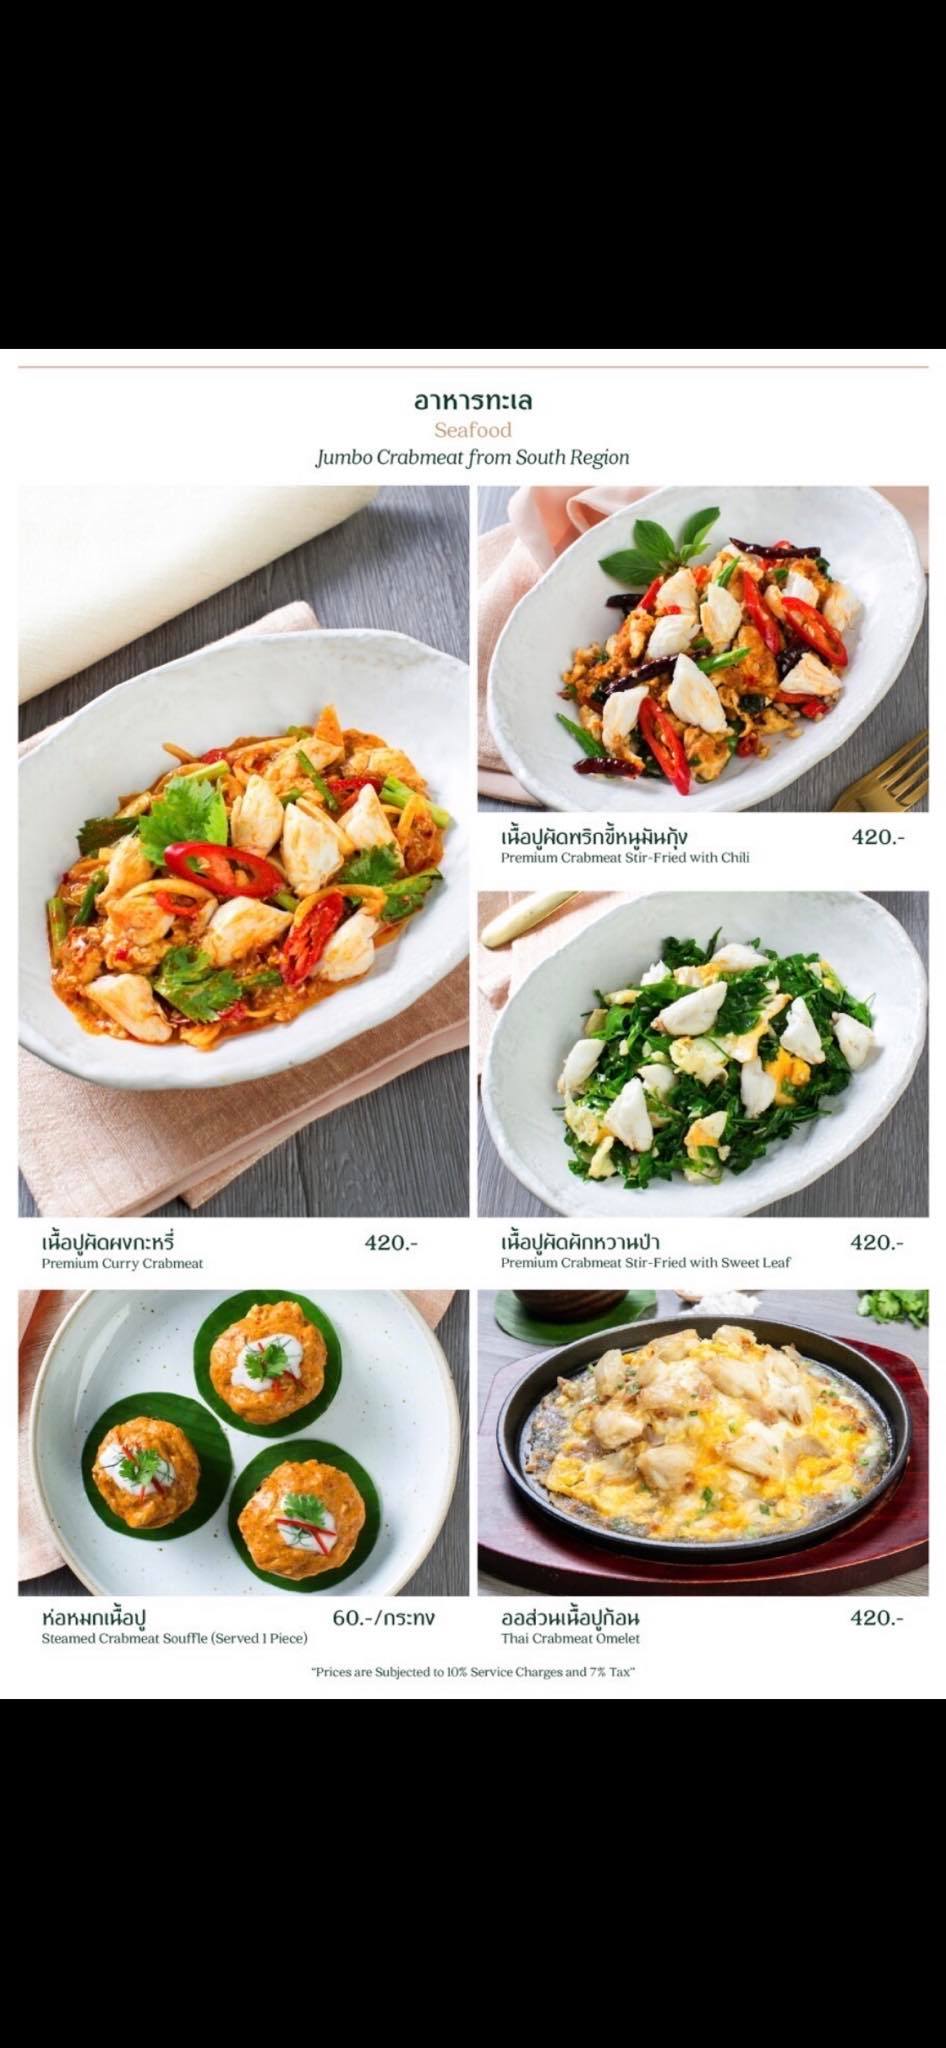 อาหารทะเล
Seafood
Jumbo Crabmeat from South Region
เนื้อปูผัดพริกขี้หนูมันกุ้ง 420.-
Premium Crabmeat Stir-Fried with Chili
เนื้อปูผัดผงกะหรี่ 420.-
Premium Curry Crabmeat
เนื้อปูผัดผักหวานป่า 420.-
Premium Crabmeat Stir-Fried with Sweet Leaf
ห่อหมกเนื้อปู 60.-/กระทง
Steamed Crabmeat Souffle (Served 1 Piece)
ออส่วนเนื้อปูก้อน 420.-
Thai Crabmeat Omelet
"Prices are Subjected to 10% Service Charges and 7% Tax"